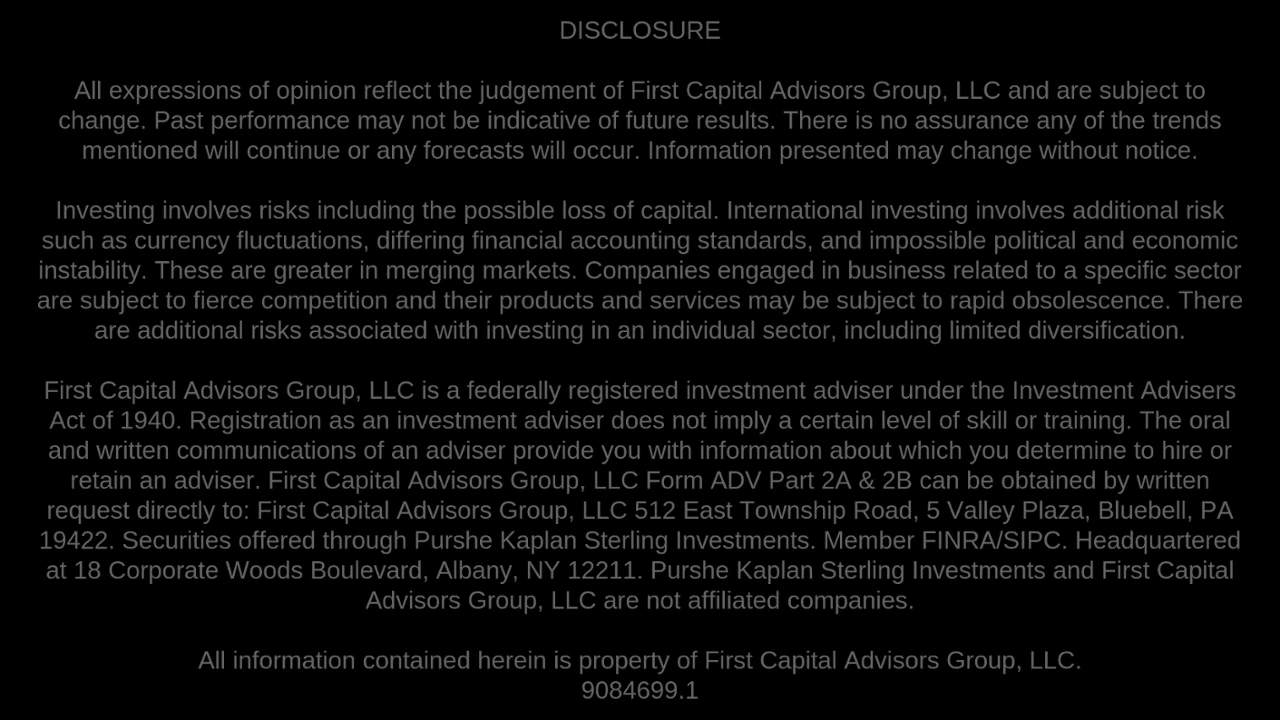 DISCLOSURE
All expressions of opinion reflect the judgement of First Capital Advisors Group, LLC and are subject to
change. Past performance may not be indicative of future results. There is no assurance any of the trends
mentioned will continue or any forecasts will occur. Information presented may change without notice.
Investing involves risks including the possible loss of capital. International investing involves additional risk
such as currency fluctuations, differing financial accounting standards, and impossible political and economic
instability. These are greater in merging markets. Companies engaged in business related to a specific sector
are subject to fierce competition and their products and services may be subject to rapid obsolescence. There
are additional risks associated with investing in an individual sector, including limited diversification.
First Capital Advisors Group, LLC is a federally registered investment adviser under the Investment Advisers
Act of 1940. Registration as an investment adviser does not imply a certain level of skill or training. The oral
and written communications of an adviser provide you with information about which you determine to hire or
retain an adviser. First Capital Advisors Group, LLC Form ADV Part 2A & 2B can be obtained by written
request directly to: First Capital Advisors Group, LLC 512 East Township Road, 5 Valley Plaza, Bluebell, PA
19422. Securities offered through Purshe Kaplan Sterling Investments. Member FINRA/SIPC. Headquartered
at 18 Corporate Woods Boulevard, Albany, NY 12211. Purshe Kaplan Sterling Investments and First Capital
Advisors Group, LLC are not affiliated companies.
All information contained herein is property of First Capital Advisors Group, LLC.
9084699.1